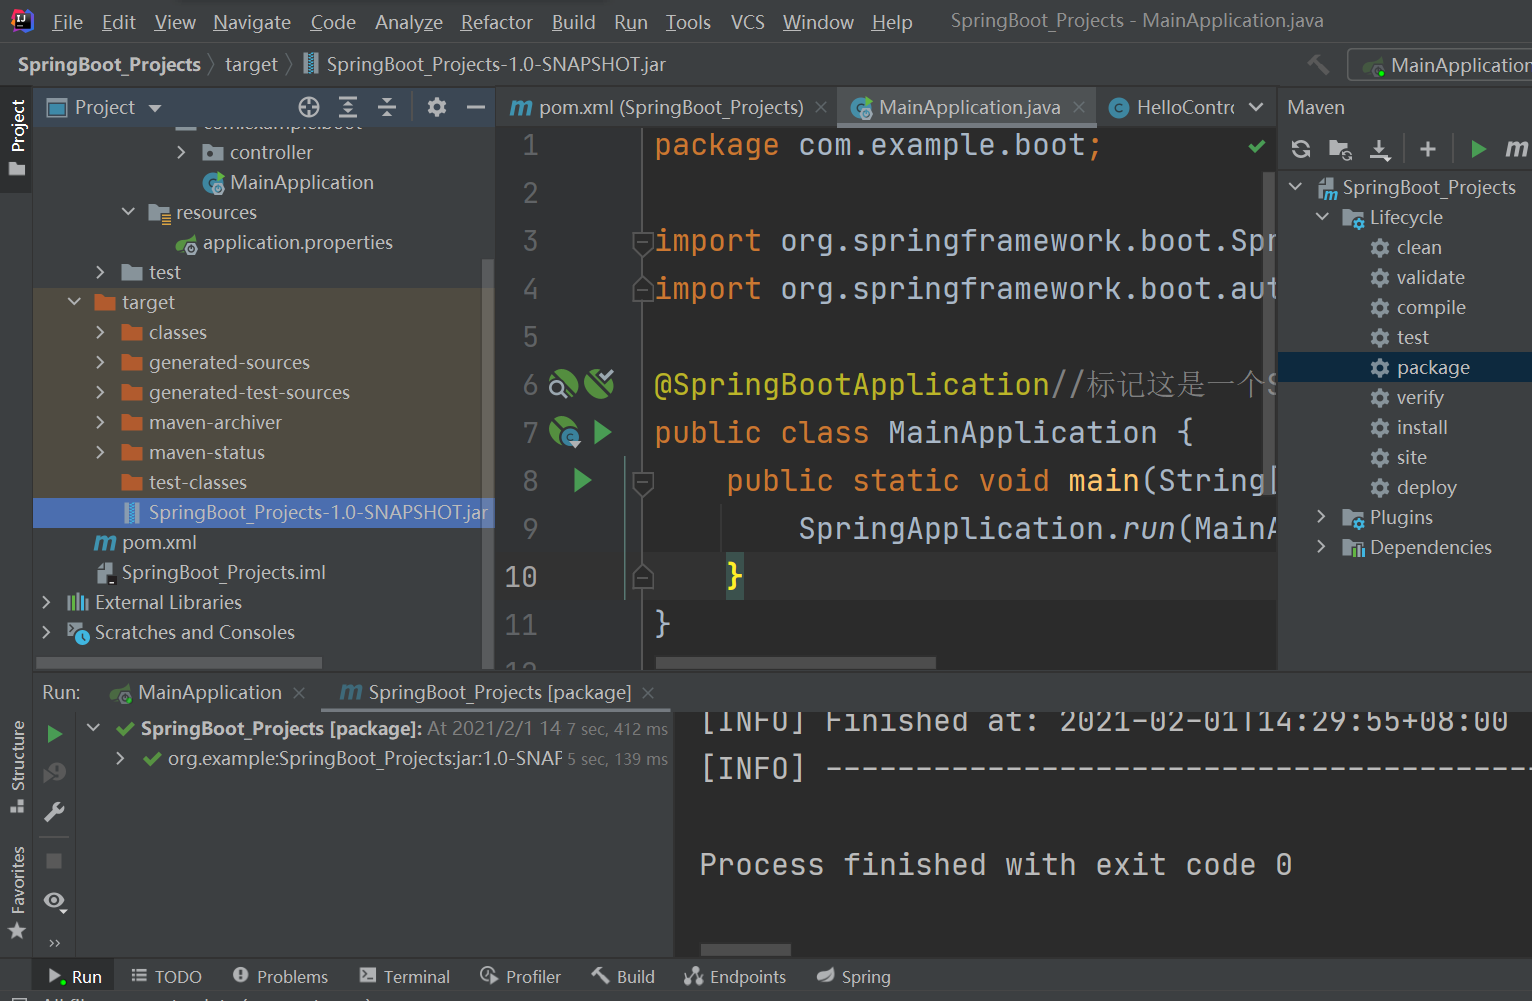 File Edit View Navigate Code Analyze Refactor Build Run Tools VCS Window Help SpringBoot_Projects - MainApplication.java
SpringBoot_Projects target SpringBoot_Projects-1.0-SNAPSHOT.jar MainApplication
Project
Project
com.example.boot
controller
MainApplication
resources
application.properties
test
target
classes
generated-sources
generated-test-sources
maven-archiver
maven-status
test-classes
SpringBoot_Projects-1.0-SNAPSHOT.jar
pom.xml
SpringBoot_Projects.iml
External Libraries
Scratches and Consoles
pom.xml (SpringBoot_Projects) MainApplication.java HelloContr
1 package com.example.boot;
2
3 import org.springframework.boot.Spr
4 import org.springframework.boot.aut
5
6 @SpringBootApplication//标记这是一个S
7 public class MainApplication {
8 public static void main(String[
9 SpringApplication.run(MainA
10 }
11 }
12
Maven
SpringBoot_Projects
Lifecycle
clean
validate
compile
test
package
verify
install
site
deploy
Plugins
Dependencies
Run: MainApplication SpringBoot_Projects [package]
SpringBoot_Projects [package]: At 2021/2/1 14 7 sec, 412 ms
org.example:SpringBoot_Projects:jar:1.0-SNAP 5 sec, 139 ms
[INFO] Finished at: 2021-02-01T14:29:55+08:00
[INFO] ------------------------------------
Process finished with exit code 0
Structure
Favorites
Run TODO Problems Terminal Profiler Build Endpoints Spring